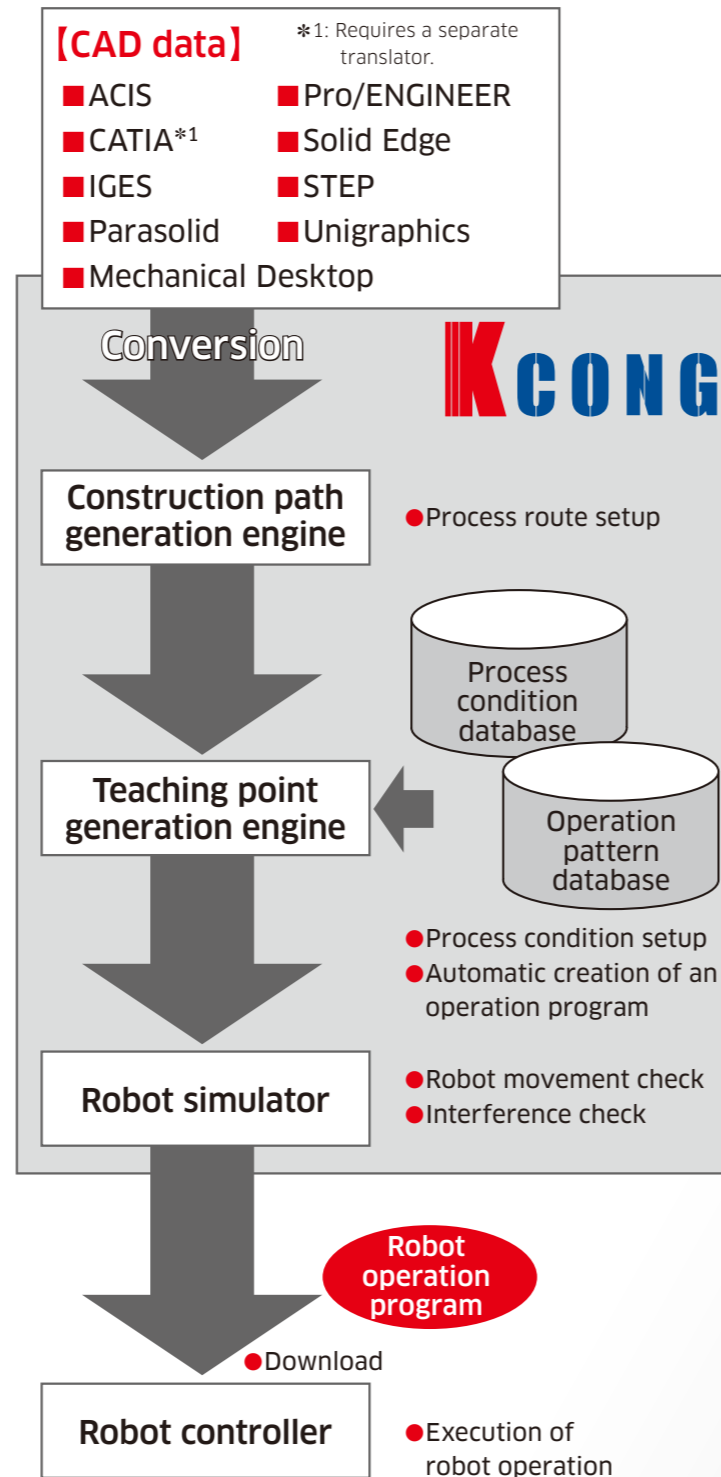 【CAD data】
*1: Requires a separate
translator.
■ACIS ■Pro/ENGINEER
■CATIA*1 ■Solid Edge
■IGES ■STEP
■Parasolid ■Unigraphics
■Mechanical Desktop
Conversion
KCONG
Construction path
generation engine
●Process route setup
Process
condition
database
Teaching point
generation engine
Operation
pattern
database
●Process condition setup
●Automatic creation of an
operation program
Robot simulator
●Robot movement check
●Interference check
Robot
operation
program
●Download
Robot controller
●Execution of
robot operation